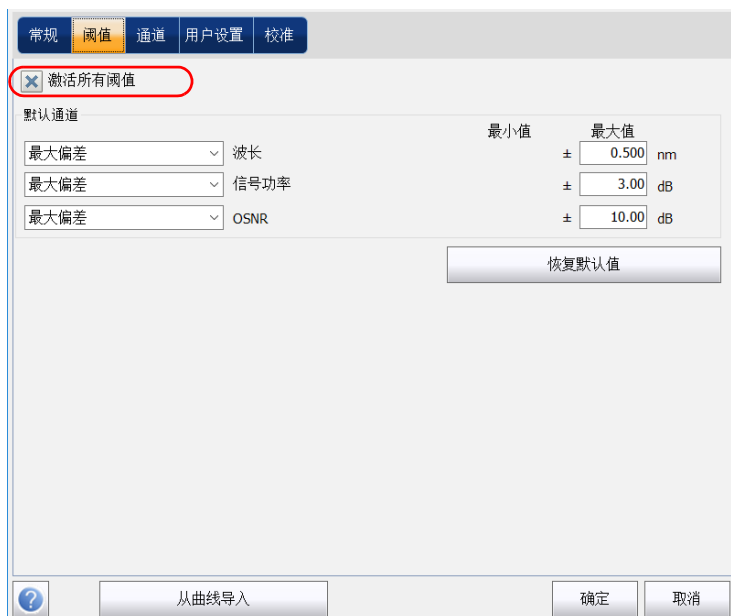 常规 阈值 通道 用户设置 校准
激活所有阈值
默认通道
最小值 最大值
最大偏差 波长 ± 0.500 nm
最大偏差 信号功率 ± 3.00 dB
最大偏差 OSNR ± 10.00 dB
恢复默认值
? 从曲线导入 确定 取消